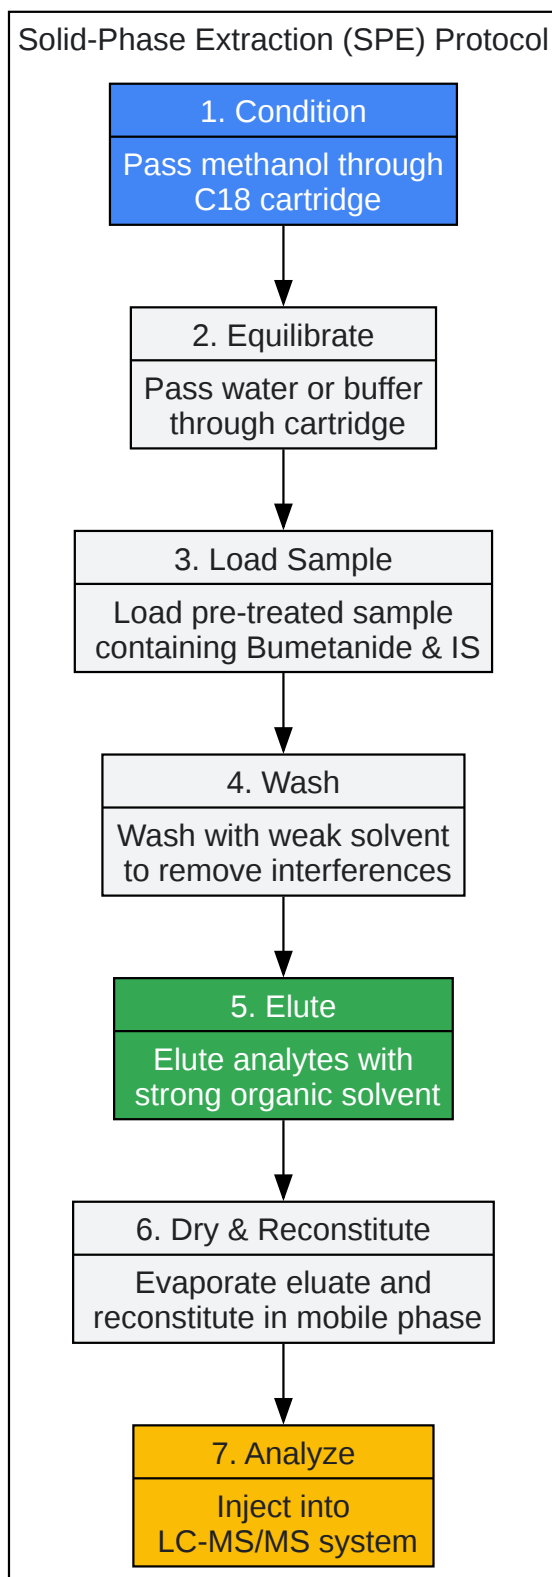 Solid-Phase Extraction (SPE) Protocol
1. Condition
Pass methanol through
C18 cartridge
2. Equilibrate
Pass water or buffer
through cartridge
3. Load Sample
Load pre-treated sample
containing Bumetanide & IS
4. Wash
Wash with weak solvent
to remove interferences
5. Elute
Elute analytes with
strong organic solvent
6. Dry & Reconstitute
Evaporate eluate and
reconstitute in mobile phase
7. Analyze
Inject into
LC-MS/MS system